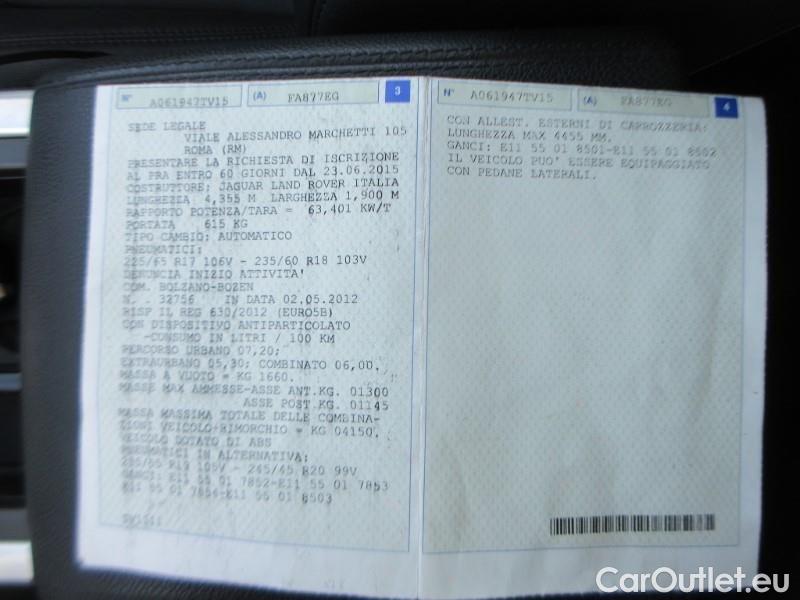 N° A061947TV15 (A) FA877EG 3
SEDE LEGALE
VIALE ALESSANDRO MARCHETTI 105
ROMA (RM)
PRESENTARE LA RICHIESTA DI ISCRIZIONE
AL PRA ENTRO 60 GIORNI DAL 23.06.2015
COSTRUTTORE: JAGUAR LAND ROVER ITALIA
LUNGHEZZA 4,355 M LARGHEZZA 1,900 M
RAPPORTO POTENZA/TARA = 63,401 KW/T
PORTATA 615 KG
TIPO CAMBIO: AUTOMATICO
PNEUMATICI:
225/65 R17 106V - 235/60 R18 103V
DENUNCIA INIZIO ATTIVITA'
COM. BOLZANO-BOZEN
N. . 32756 IN DATA 02.05.2012
RISP IL REG 630/2012 (EURO5B)
CON DISPOSITIVO ANTIPARTICOLATO
-CONSUMO IN LITRI / 100 KM
PERCORSO URBANO 07,20;
EXTRAURBANO 05,30; COMBINATO 06,00.
MASSA A VUOTO = KG 1660.
MASSE MAX AMMESSE-ASSE ANT.KG. 01300
ASSE POST.KG. 01145
MASSA MASSIMA TOTALE DELLE COMBINA-
ZIONI VEICOLO+RIMORCHIO = KG 04150.
VEICOLO DOTATO DI ABS
PNEUMATICI IN ALTERNATIVA:
R19 105V - 245/45 R20 99V
GANCI: E11 55 01 7852-E11 55 01 7853
E11 55 01 7854-E11 55 01 8503
N° A061947TV15 (A) FA877EG 4
CON ALLEST. ESTERNI DI CARROZZERIA:
LUNGHEZZA MAX 4455 MM.
GANCI: E11 55 01 8501-E11 55 01 8502
IL VEICOLO PUO' ESSERE EQUIPAGGIATO
CON PEDANE LATERALI.
CarOutlet.eu